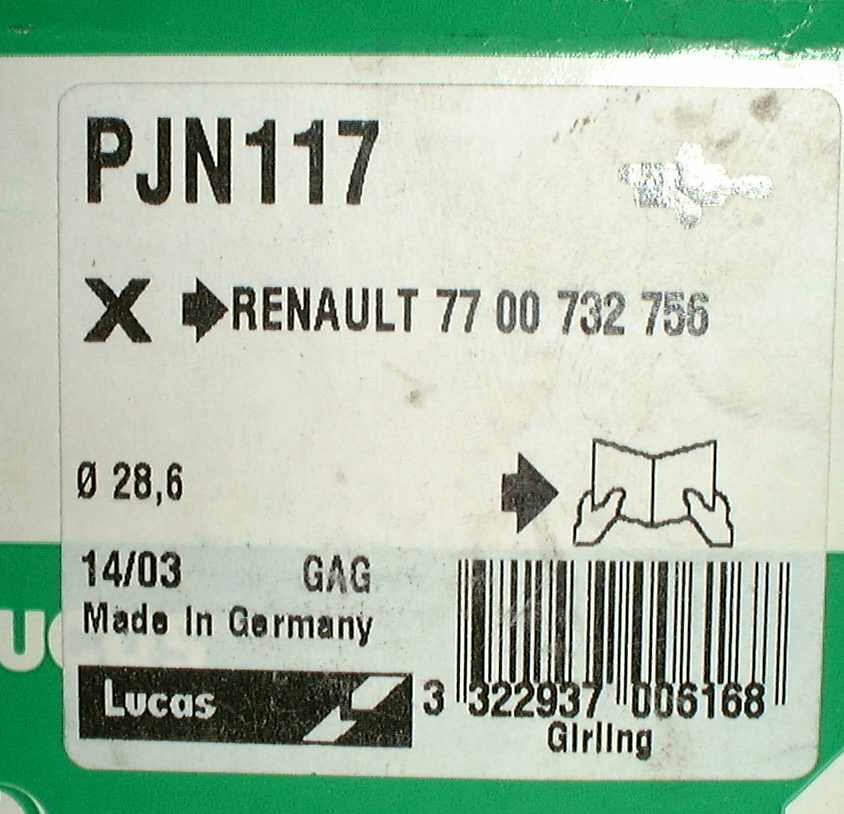 PJN117
X RENAULT 77 00 732 756
Ø 28,6
14/03 GAG
Made In Germany
Lucas
3 322937 006168
Girling